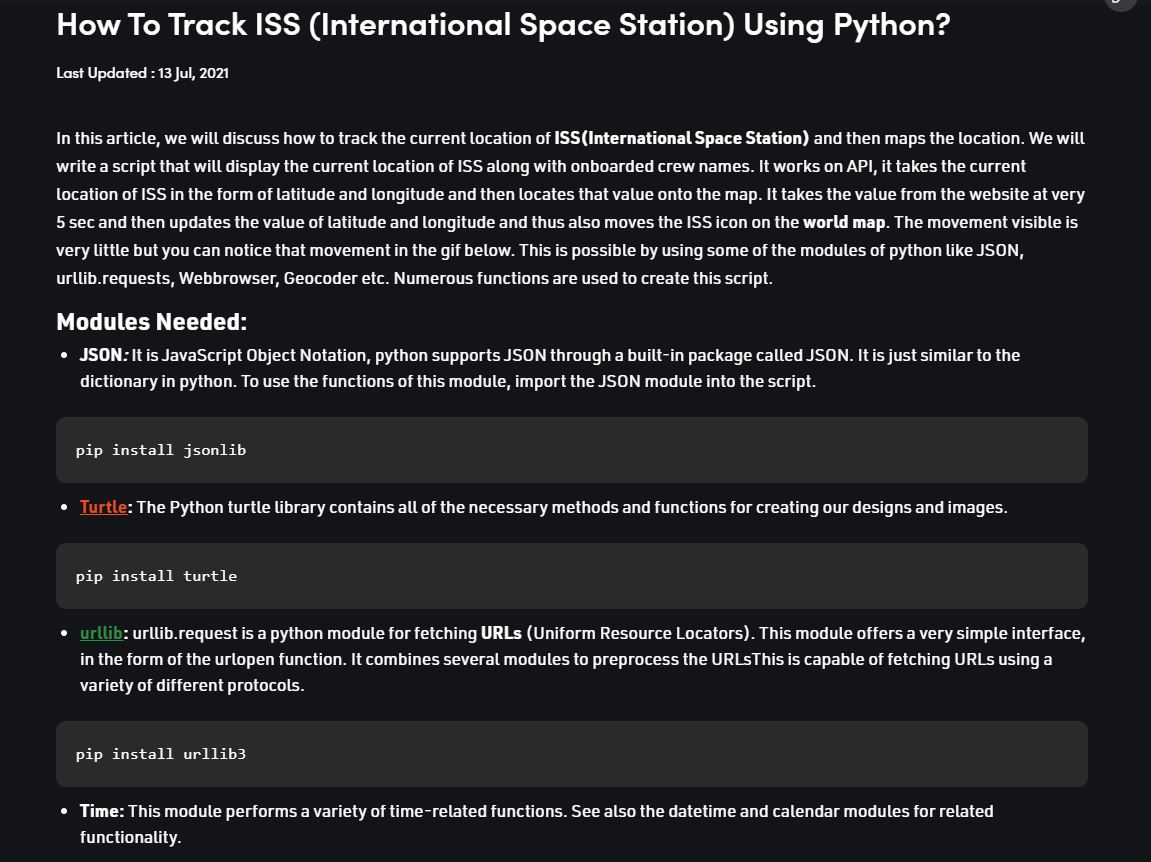 How To Track ISS (International Space Station) Using Python?
Last Updated : 13 Jul, 2021
In this article, we will discuss how to track the current location of ISS(International Space Station) and then maps the location. We will
write a script that will display the current location of ISS along with onboarded crew names. It works on API, it takes the current
location of ISS in the form of latitude and longitude and then locates that value onto the map. It takes the value from the website at very
5 sec and then updates the value of latitude and longitude and thus also moves the ISS icon on the world map. The movement visible is
very little but you can notice that movement in the gif below. This is possible by using some of the modules of python like JSON,
urllib.requests, Webbrowser, Geocoder etc. Numerous functions are used to create this script.
Modules Needed:
• JSON: It is JavaScript Object Notation, python supports JSON through a built-in package called JSON. It is just similar to the
dictionary in python. To use the functions of this module, import the JSON module into the script.
pip install jsonlib
• Turtle: The Python turtle library contains all of the necessary methods and functions for creating our designs and images.
pip install turtle
• urllib: urllib.request is a python module for fetching URLs (Uniform Resource Locators). This module offers a very simple interface,
in the form of the urlopen function. It combines several modules to preprocess the URLsThis is capable of fetching URLs using a
variety of different protocols.
pip install urllib3
• Time: This module performs a variety of time-related functions. See also the datetime and calendar modules for related
functionality.